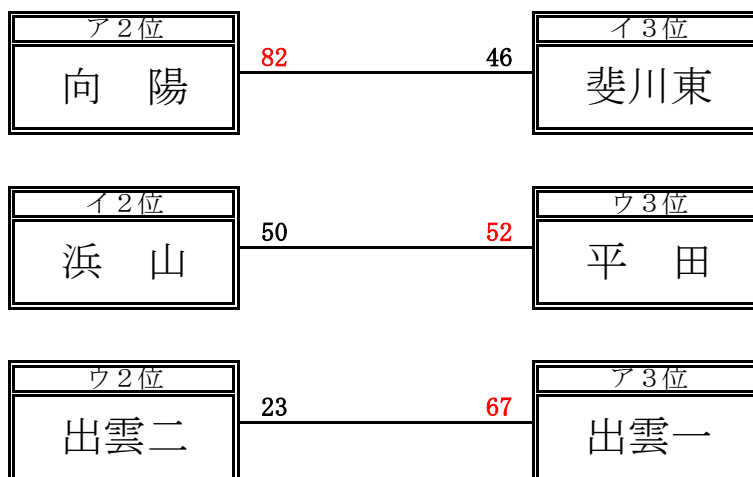 ア２位 イ３位
82 46
向　陽 斐川東
イ２位 ウ３位
50 52
浜　山 平　田
ウ２位 ア３位
23 67
出雲二 出雲一